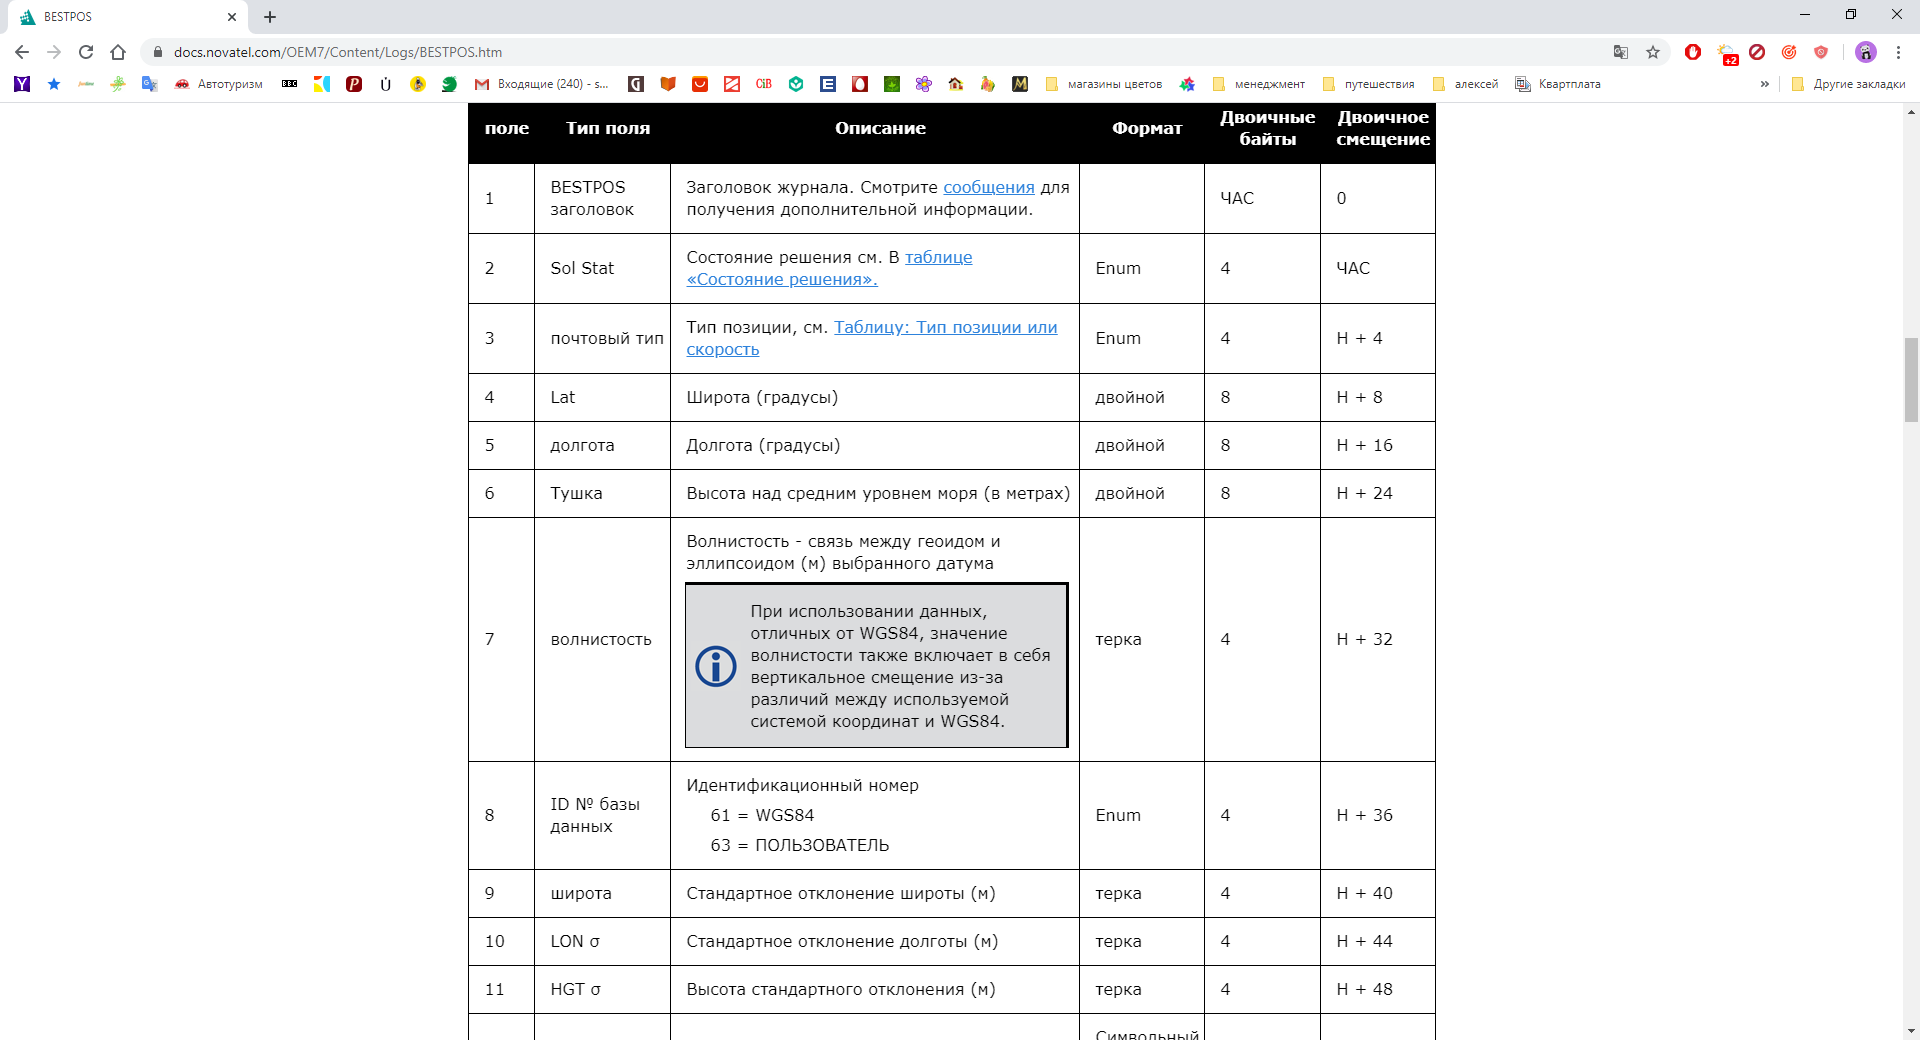 BESTPOS
docs.novatel.com/OEM7/Content/Logs/BESTPOS.htm
+2
Автотуризм
BBC
Входящие (240) - s...
CiB
магазины цветов
менеджмент
путешествия
алексей
Квартплата
»
Другие закладки
поле Тип поля Описание Формат Двоичные байты Двоичное смещение
1 BESTPOS заголовок Заголовок журнала. Смотрите сообщения для
получения дополнительной информации. ЧАС 0
2 Sol Stat Состояние решения см. В таблице
«Состояние решения». Enum 4 ЧАС
3 почтовый тип Тип позиции, см. Таблицу: Тип позиции или
скорость Enum 4 H + 4
4 Lat Широта (градусы) двойной 8 H + 8
5 долгота Долгота (градусы) двойной 8 H + 16
6 Тушка Высота над средним уровнем моря (в метрах) двойной 8 H + 24
Волнистость - связь между геоидом и
эллипсоидом (м) выбранного датума
При использовании данных,
отличных от WGS84, значение
7 волнистость волнистости также включает в себя терка 4 H + 32
вертикальное смещение из-за
различий между используемой
системой координат и WGS84.
8 ID № базы данных Идентификационный номер
61 = WGS84 Enum 4 H + 36
63 = ПОЛЬЗОВАТЕЛЬ
9 широта Стандартное отклонение широты (м) терка 4 H + 40
10 LON σ Стандартное отклонение долготы (м) терка 4 H + 44
11 HGT σ Высота стандартного отклонения (м) терка 4 H + 48
Символьный